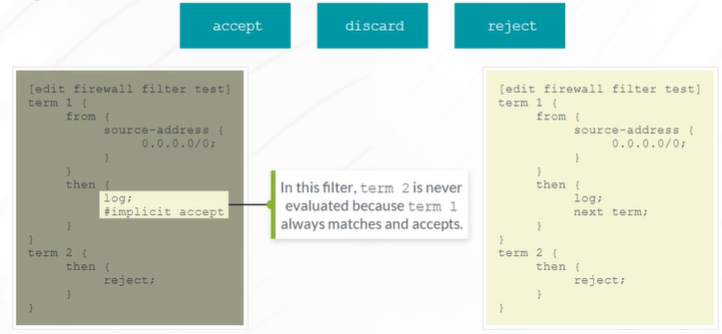 accept
discard
reject
[edit firewall filter test]
term 1 {
from {
source-address {
0.0.0.0/0;
}
}
then {
log;
#implicit accept
}
}
term 2 {
then {
reject;
}
}
In this filter, term 2 is never
evaluated because term 1
always matches and accepts.
[edit firewall filter test]
term 1 {
from {
source-address {
0.0.0.0/0;
}
}
then {
log;
next term;
}
}
term 2 {
then {
reject;
}
}